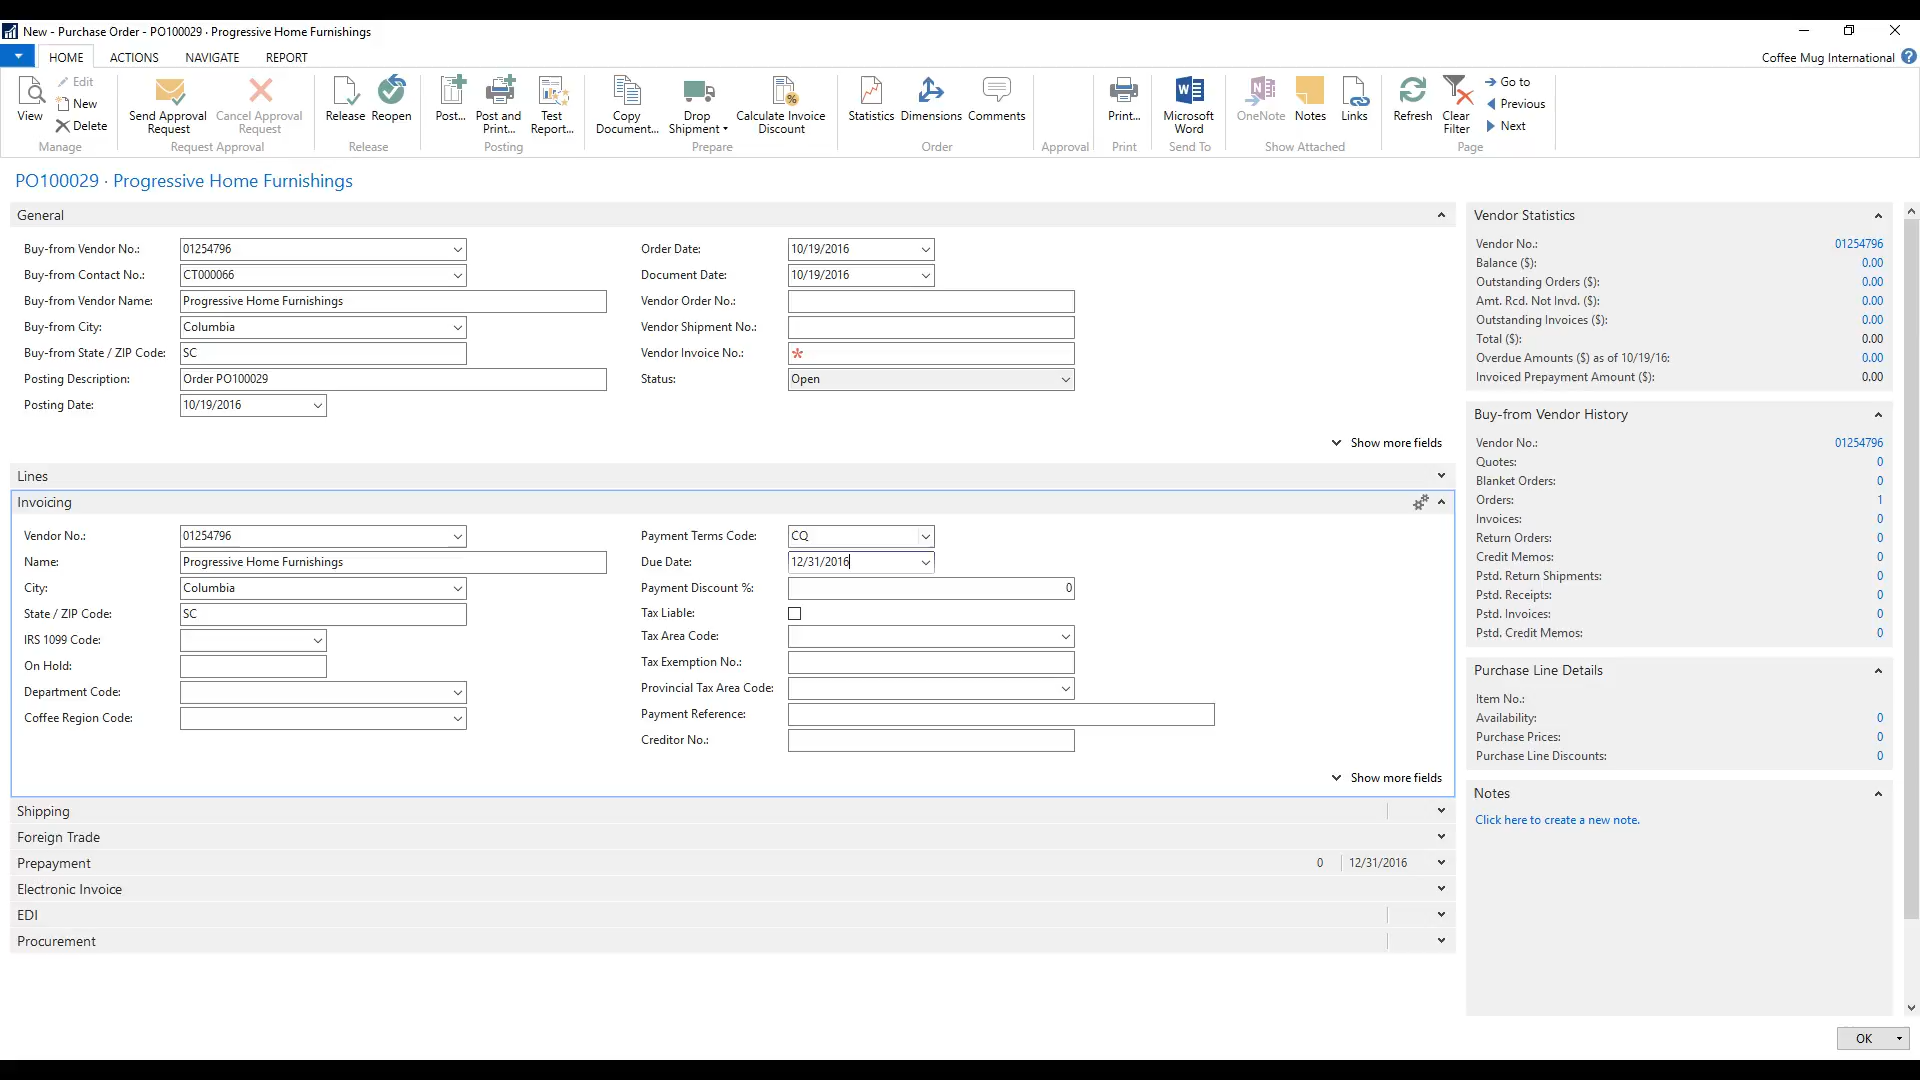 New - Purchase Order - PO100029 · Progressive Home Furnishings
HOME ACTIONS NAVIGATE REPORT
Coffee Mug International
View
Edit
New
Delete
Manage
Send Approval Request
Cancel Approval Request
Request Approval
Release
Reopen
Release
Post...
Post and Print...
Test Report...
Posting
Copy Document...
Drop Shipment
Calculate Invoice Discount
Prepare
Statistics
Dimensions
Comments
Order
Approval
Print...
Print
Microsoft Word
Send To
OneNote
Notes
Links
Show Attached
Refresh
Clear Filter
Go to
Previous
Next
Page
PO100029 · Progressive Home Furnishings
General
Buy-from Vendor No.: 01254796
Buy-from Contact No.: CT000066
Buy-from Vendor Name: Progressive Home Furnishings
Buy-from City: Columbia
Buy-from State / ZIP Code: SC
Posting Description: Order PO100029
Posting Date: 10/19/2016
Order Date: 10/19/2016
Document Date: 10/19/2016
Vendor Order No.:
Vendor Shipment No.:
Vendor Invoice No.: *
Status: Open
Show more fields
Lines
Invoicing
Vendor No.: 01254796
Name: Progressive Home Furnishings
City: Columbia
State / ZIP Code: SC
IRS 1099 Code:
On Hold:
Department Code:
Coffee Region Code:
Payment Terms Code: CQ
Due Date: 12/31/2016
Payment Discount %: 0
Tax Liable:
Tax Area Code:
Tax Exemption No.:
Provincial Tax Area Code:
Payment Reference:
Creditor No.:
Show more fields
Shipping
Foreign Trade
Prepayment 0 12/31/2016
Electronic Invoice
EDI
Procurement
Vendor Statistics
Vendor No.: 01254796
Balance ($): 0.00
Outstanding Orders ($): 0.00
Amt. Rcd. Not Invd. ($): 0.00
Outstanding Invoices ($): 0.00
Total ($): 0.00
Overdue Amounts ($) as of 10/19/16: 0.00
Invoiced Prepayment Amount ($): 0.00
Buy-from Vendor History
Vendor No.: 01254796
Quotes: 0
Blanket Orders: 0
Orders: 1
Invoices: 0
Return Orders: 0
Credit Memos: 0
Pstd. Return Shipments: 0
Pstd. Receipts: 0
Pstd. Invoices: 0
Pstd. Credit Memos: 0
Purchase Line Details
Item No.:
Availability: 0
Purchase Prices: 0
Purchase Line Discounts: 0
Notes
Click here to create a new note.
OK